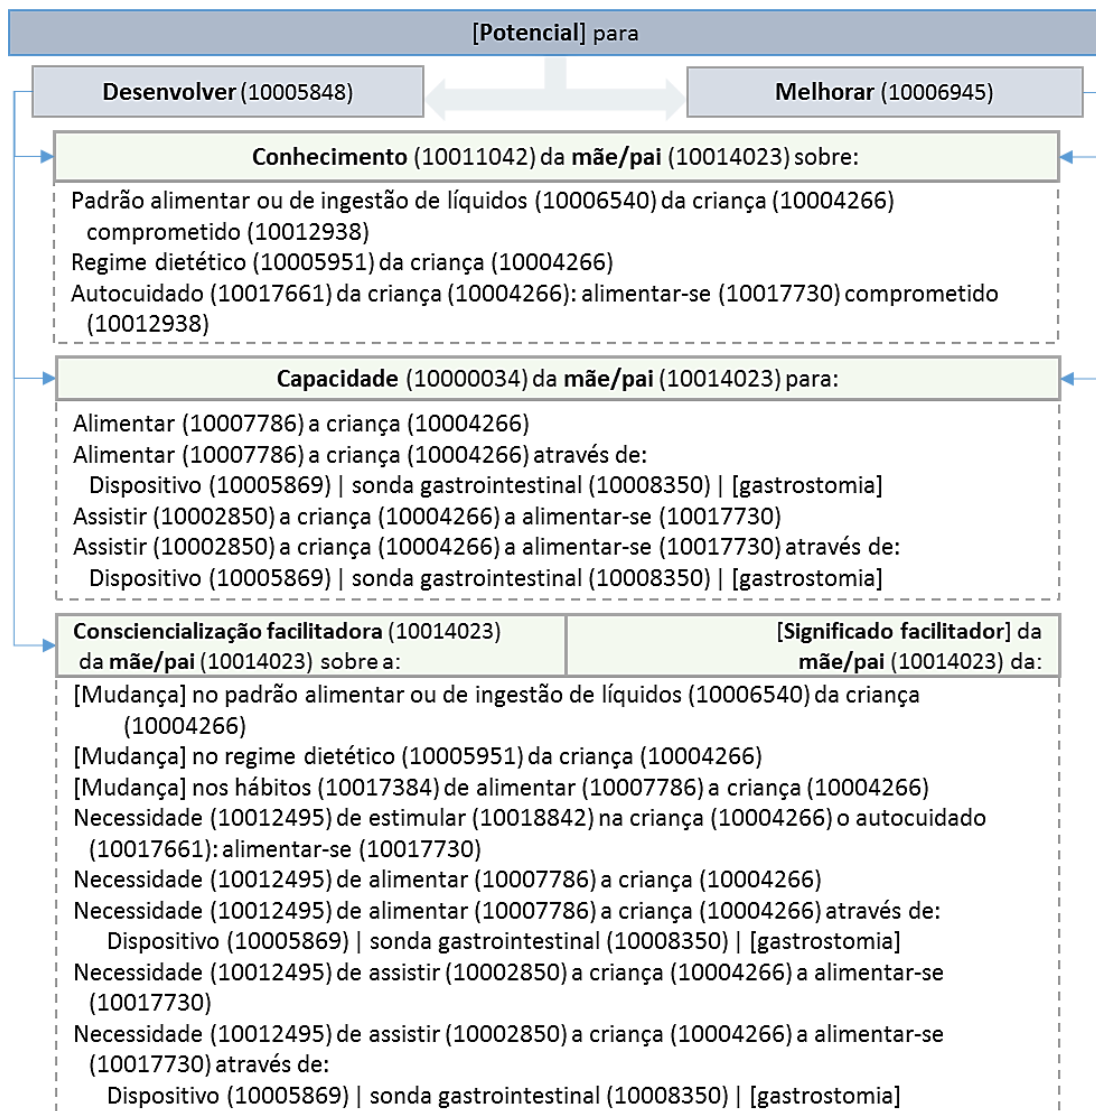 [Potencial] para
Desenvolver (10005848)
Melhorar (10006945)
Conhecimento (10011042) da mãe/pai (10014023) sobre:
Padrão alimentar ou de ingestão de líquidos (10006540) da criança (10004266)
comprometido (10012938)
Regime dietético (10005951) da criança (10004266)
Autocuidado (10017661) da criança (10004266): alimentar-se (10017730) comprometido
(10012938)
Capacidade (10000034) da mãe/pai (10014023) para:
Alimentar (10007786) a criança (10004266)
Alimentar (10007786) a criança (10004266) através de:
Dispositivo (10005869) | sonda gastrointestinal (10008350) | [gastrostomia]
Assistir (10002850) a criança (10004266) a alimentar-se (10017730)
Assistir (10002850) a criança (10004266) a alimentar-se (10017730) através de:
Dispositivo (10005869) | sonda gastrointestinal (10008350) | [gastrostomia]
Consciencialização facilitadora (10014023)
da mãe/pai (10014023) sobre a:
[Significado facilitador] da
mãe/pai (10014023) da:
[Mudança] no padrão alimentar ou de ingestão de líquidos (10006540) da criança
(10004266)
[Mudança] no regime dietético (10005951) da criança (10004266)
[Mudança] nos hábitos (10017384) de alimentar (10007786) a criança (10004266)
Necessidade (10012495) de estimular (10018842) na criança (10004266) o autocuidado
(10017661): alimentar-se (10017730)
Necessidade (10012495) de alimentar (10007786) a criança (10004266)
Necessidade (10012495) de alimentar (10007786) a criança (10004266) através de:
Dispositivo (10005869) | sonda gastrointestinal (10008350) | [gastrostomia]
Necessidade (10012495) de assistir (10002850) a criança (10004266) a alimentar-se
(10017730)
Necessidade (10012495) de assistir (10002850) a criança (10004266) a alimentar-se
(10017730) através de:
Dispositivo (10005869) | sonda gastrointestinal (10008350) | [gastrostomia]